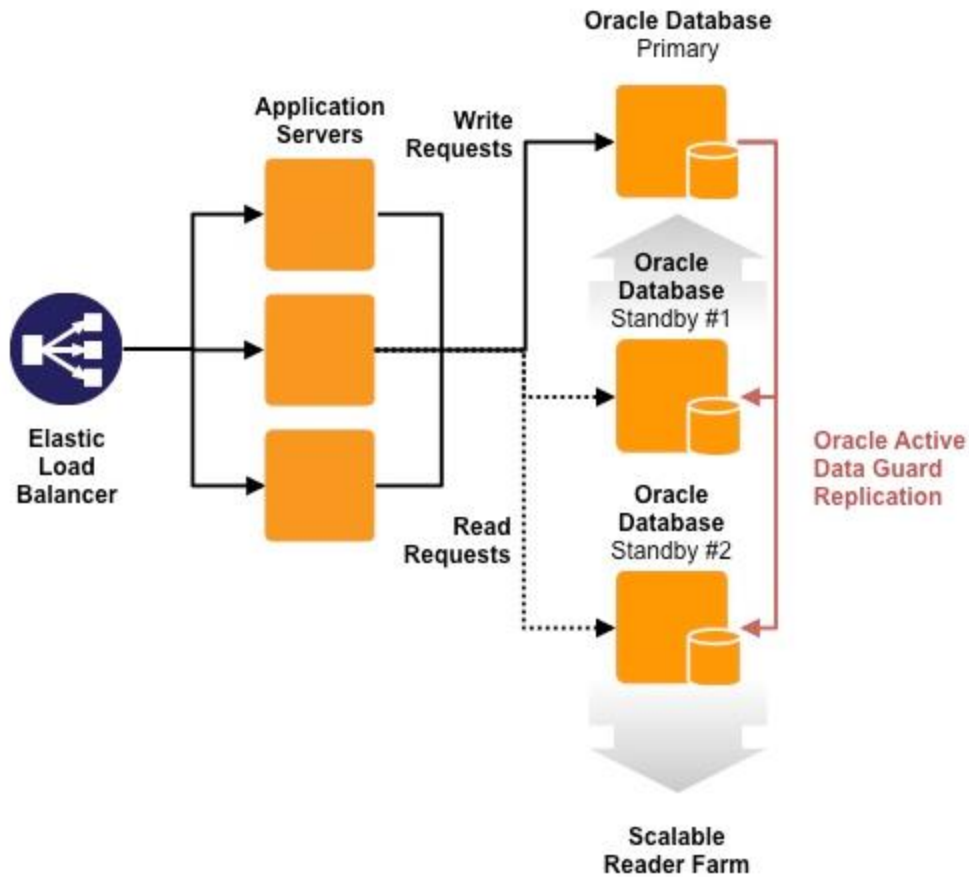 Oracle Database
Primary
Application
Servers
Write
Requests
Oracle
Database
Standby #1
Elastic
Load
Balancer
Oracle Active
Data Guard
Replication
Oracle
Database
Standby #2
Read
Requests
Scalable
Reader Farm